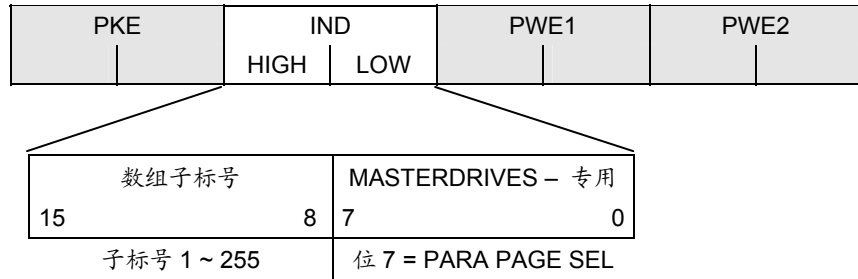 PKE IND PWE1 PWE2
HIGH LOW
数组子标号 MASTERDRIVES – 专用
15 8 7 0
子标号 1 ~ 255 位 7 = PARA PAGE SEL